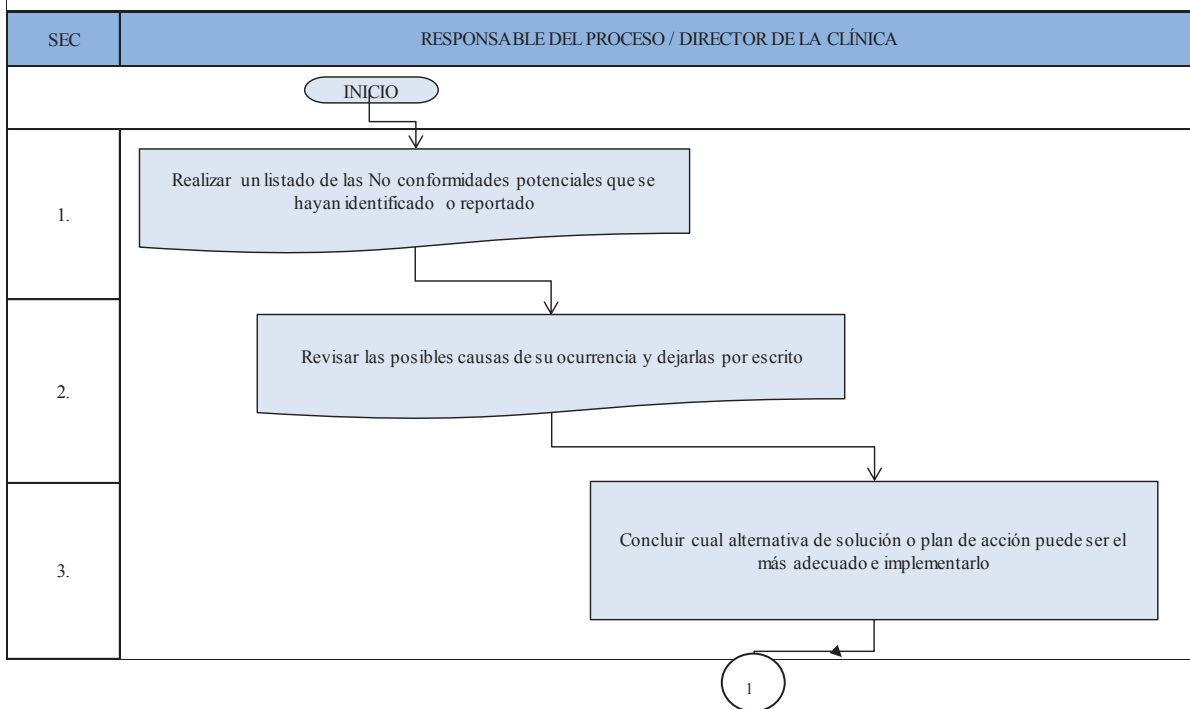 SEC
RESPONSABLE DEL PROCESO / DIRECTOR DE LA CLÍNICA
INICIO
1.
Realizar un listado de las No conformidades potenciales que se
hayan identificado o reportado
2.
Revisar las posibles causas de su ocurrencia y dejarlas por escrito
3.
Concluir cual alternativa de solución o plan de acción puede ser el
más adecuado e implementarlo
1